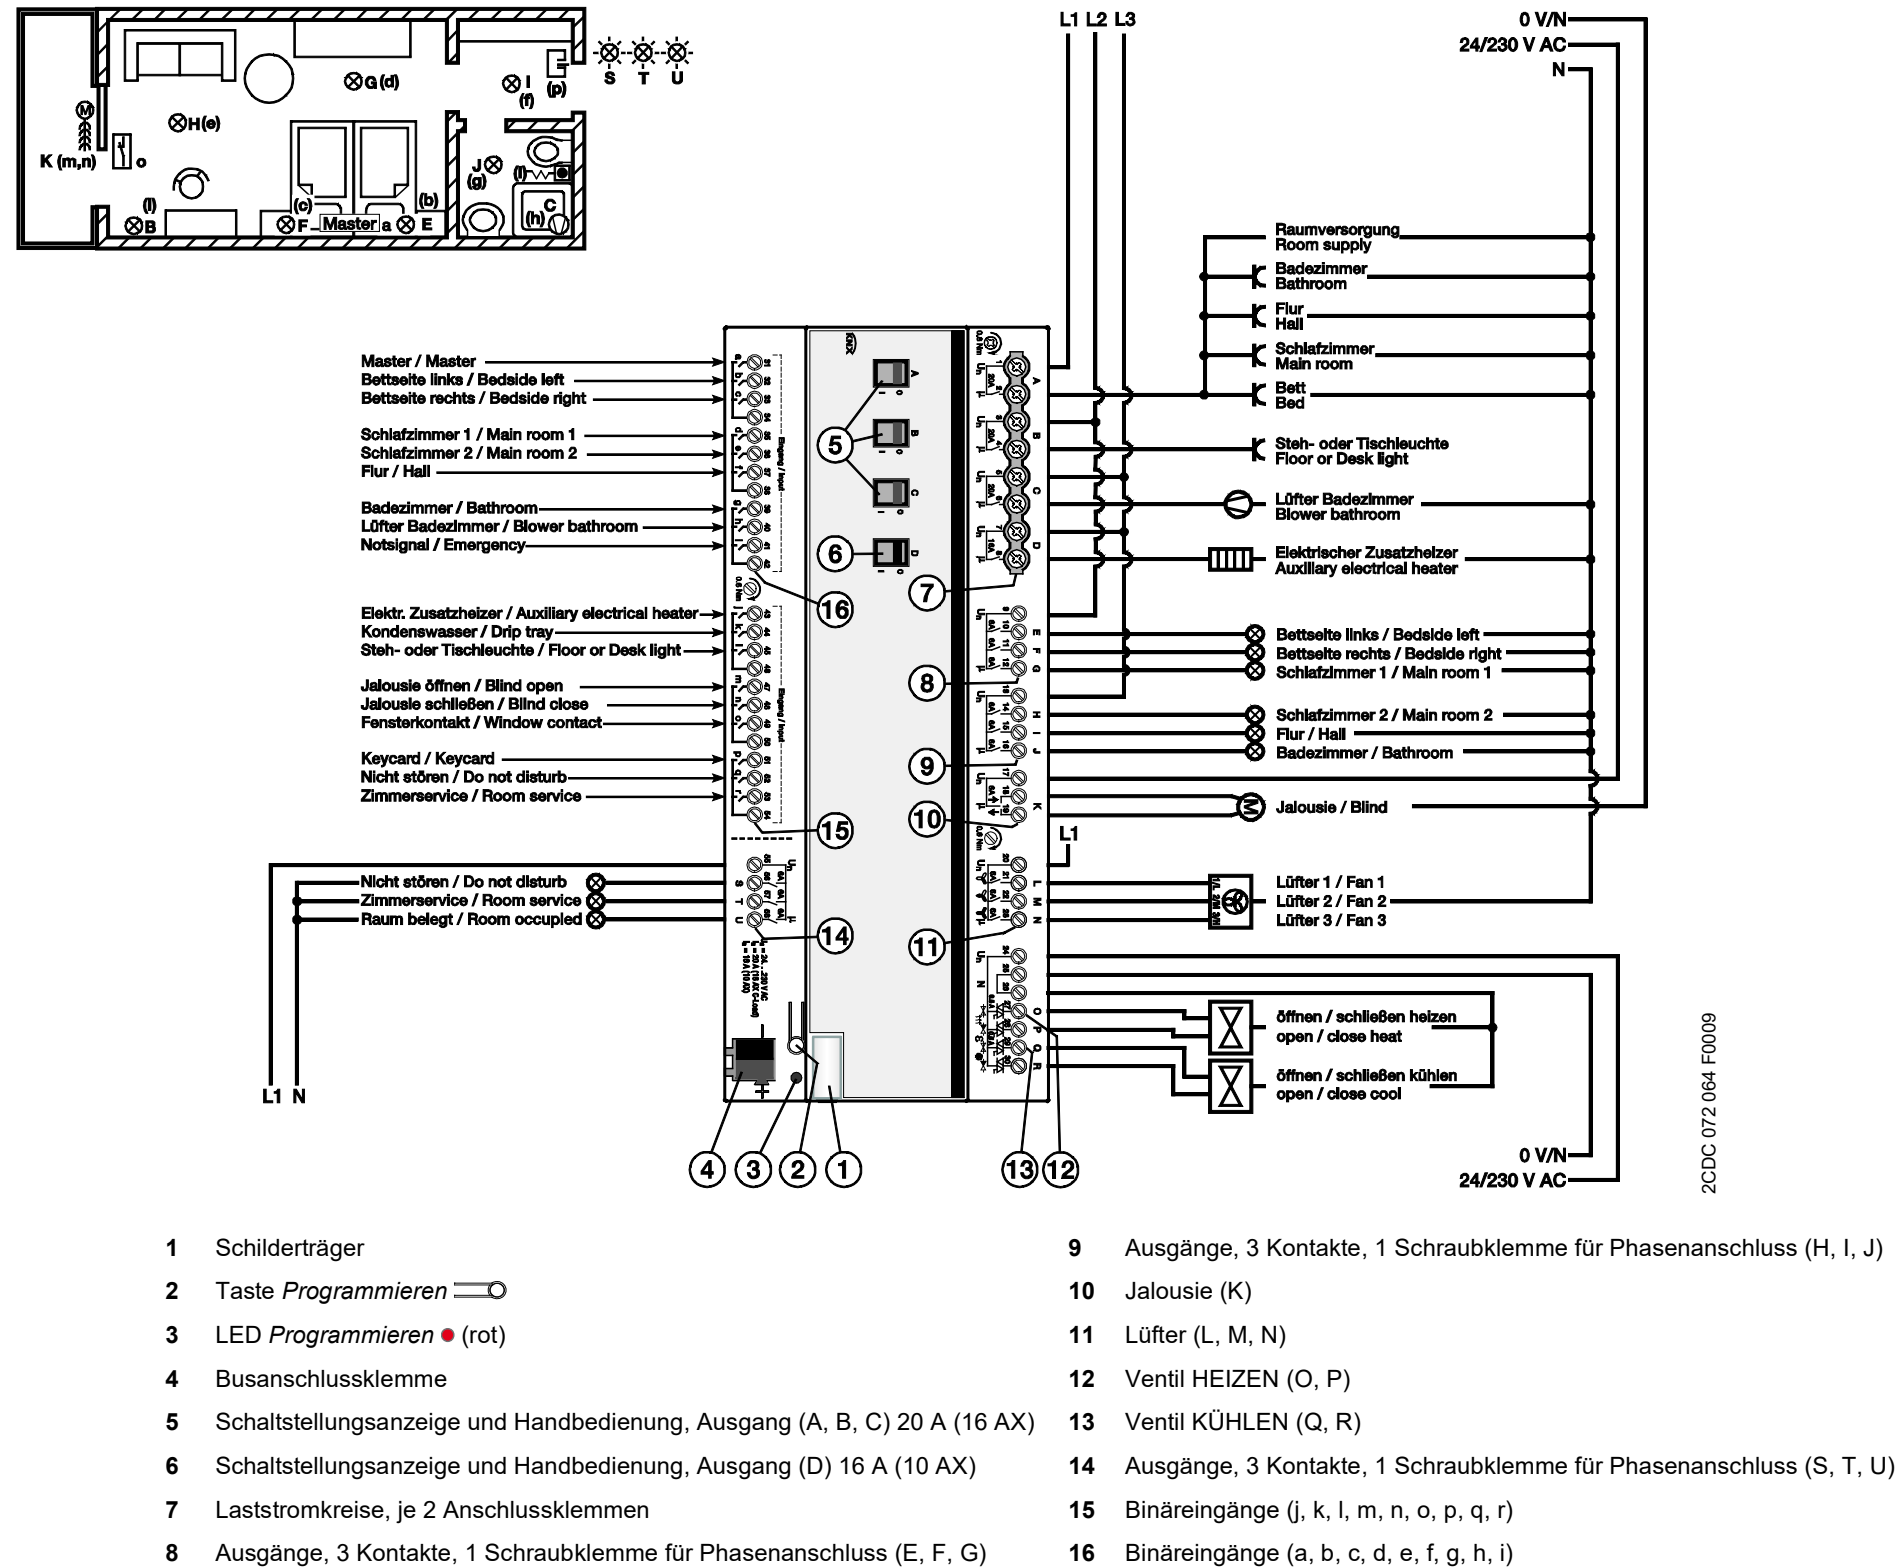 L1 L2 L3
0 V/N
24/230 V AC
N
G (d)
I
(f)
(p)
S T U
M
H(e)
K (m,n)
o
J
(g)
(l)
B
(c)
F
Master a
(b)
E
(i)
C
(h)
Raumversorgung
Room supply
Badezimmer
Bathroom
Flur
Hall
Schlafzimmer
Main room
Bett
Bed
Steh- oder Tischleuchte
Floor or Desk light
Lüfter Badezimmer
Blower bathroom
Elektrischer Zusatzheizer
Auxiliary electrical heater
Bettseite links / Bedside left
Bettseite rechts / Bedside right
Schlafzimmer 1 / Main room 1
Schlafzimmer 2 / Main room 2
Flur / Hall
Badezimmer / Bathroom
M
Jalousie / Blind
L1
Lüfter 1 / Fan 1
Lüfter 2 / Fan 2
Lüfter 3 / Fan 3
öffnen / schließen heizen
open / close heat
öffnen / schließen kühlen
open / close cool
0 V/N
24/230 V AC
Master / Master
Bettseite links / Bedside left
Bettseite rechts / Bedside right
Schlafzimmer 1 / Main room 1
Schlafzimmer 2 / Main room 2
Flur / Hall
Badezimmer / Bathroom
Lüfter Badezimmer / Blower bathroom
Notsignal / Emergency
Elektr. Zusatzheizer / Auxiliary electrical heater
Kondenswasser / Drip tray
Steh- oder Tischleuchte / Floor or Desk light
Jalousie öffnen / Blind open
Jalousie schließen / Blind close
Fensterkontakt / Window contact
Keycard / Keycard
Nicht stören / Do not disturb
Zimmerservice / Room service
Nicht stören / Do not disturb
Zimmerservice / Room service
Raum belegt / Room occupied
L1 N
KNX
Eingang / Input
Eingang / Input
A
B
C
D
5
6
7
8
9
10
11
16
15
14
4
3
2
1
13
12
2CDC 072 064 F0009
1 Schilderträger
2 Taste Programmieren
3 LED Programmieren (rot)
4 Busanschlussklemme
5 Schaltstellungsanzeige und Handbedienung, Ausgang (A, B, C) 20 A (16 AX)
6 Schaltstellungsanzeige und Handbedienung, Ausgang (D) 16 A (10 AX)
7 Laststromkreise, je 2 Anschlussklemmen
8 Ausgänge, 3 Kontakte, 1 Schraubklemme für Phasenanschluss (E, F, G)
9 Ausgänge, 3 Kontakte, 1 Schraubklemme für Phasenanschluss (H, I, J)
10 Jalousie (K)
11 Lüfter (L, M, N)
12 Ventil HEIZEN (O, P)
13 Ventil KÜHLEN (Q, R)
14 Ausgänge, 3 Kontakte, 1 Schraubklemme für Phasenanschluss (S, T, U)
15 Binäreingänge (j, k, l, m, n, o, p, q, r)
16 Binäreingänge (a, b, c, d, e, f, g, h, i)